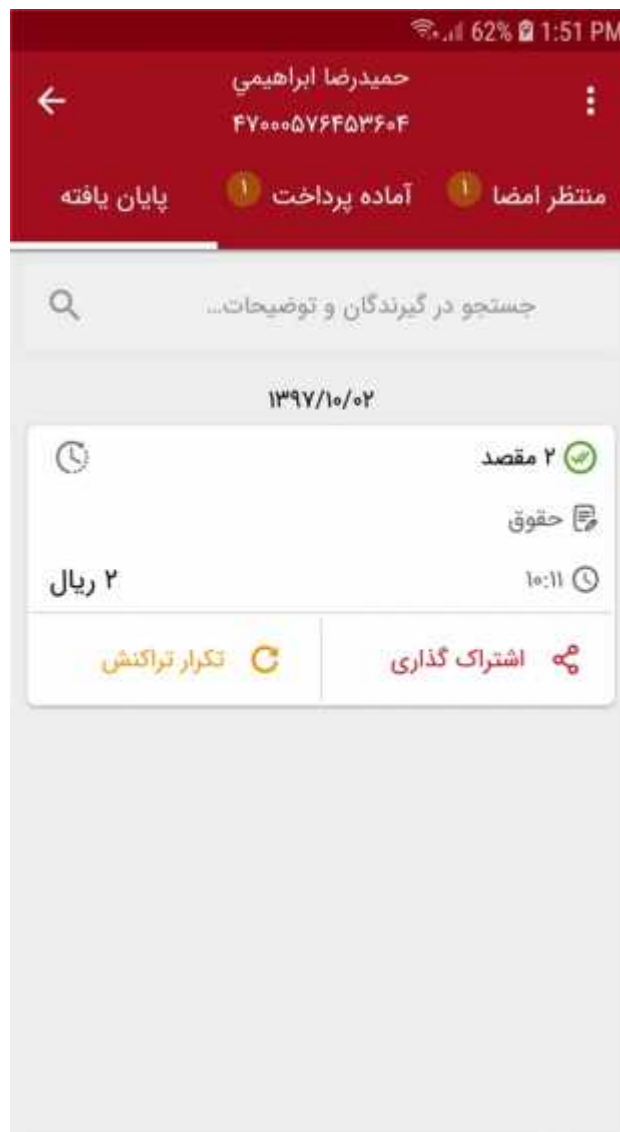 62% 1:51 PM
حمیدرضا ابراهيمي
۴۷۰۰۰۵۷۶۴۵۳۶۰۴
منتظر امضا ۱ آماده پرداخت ۱ پایان یافته
جستجو در گیرندگان و توضیحات...
۱۳۹۷/۱۰/۰۲
۲ مقصد
حقوق
۱۰:۱۱ ۲ ریال
اشتراک گذاری تکرار تراکنش